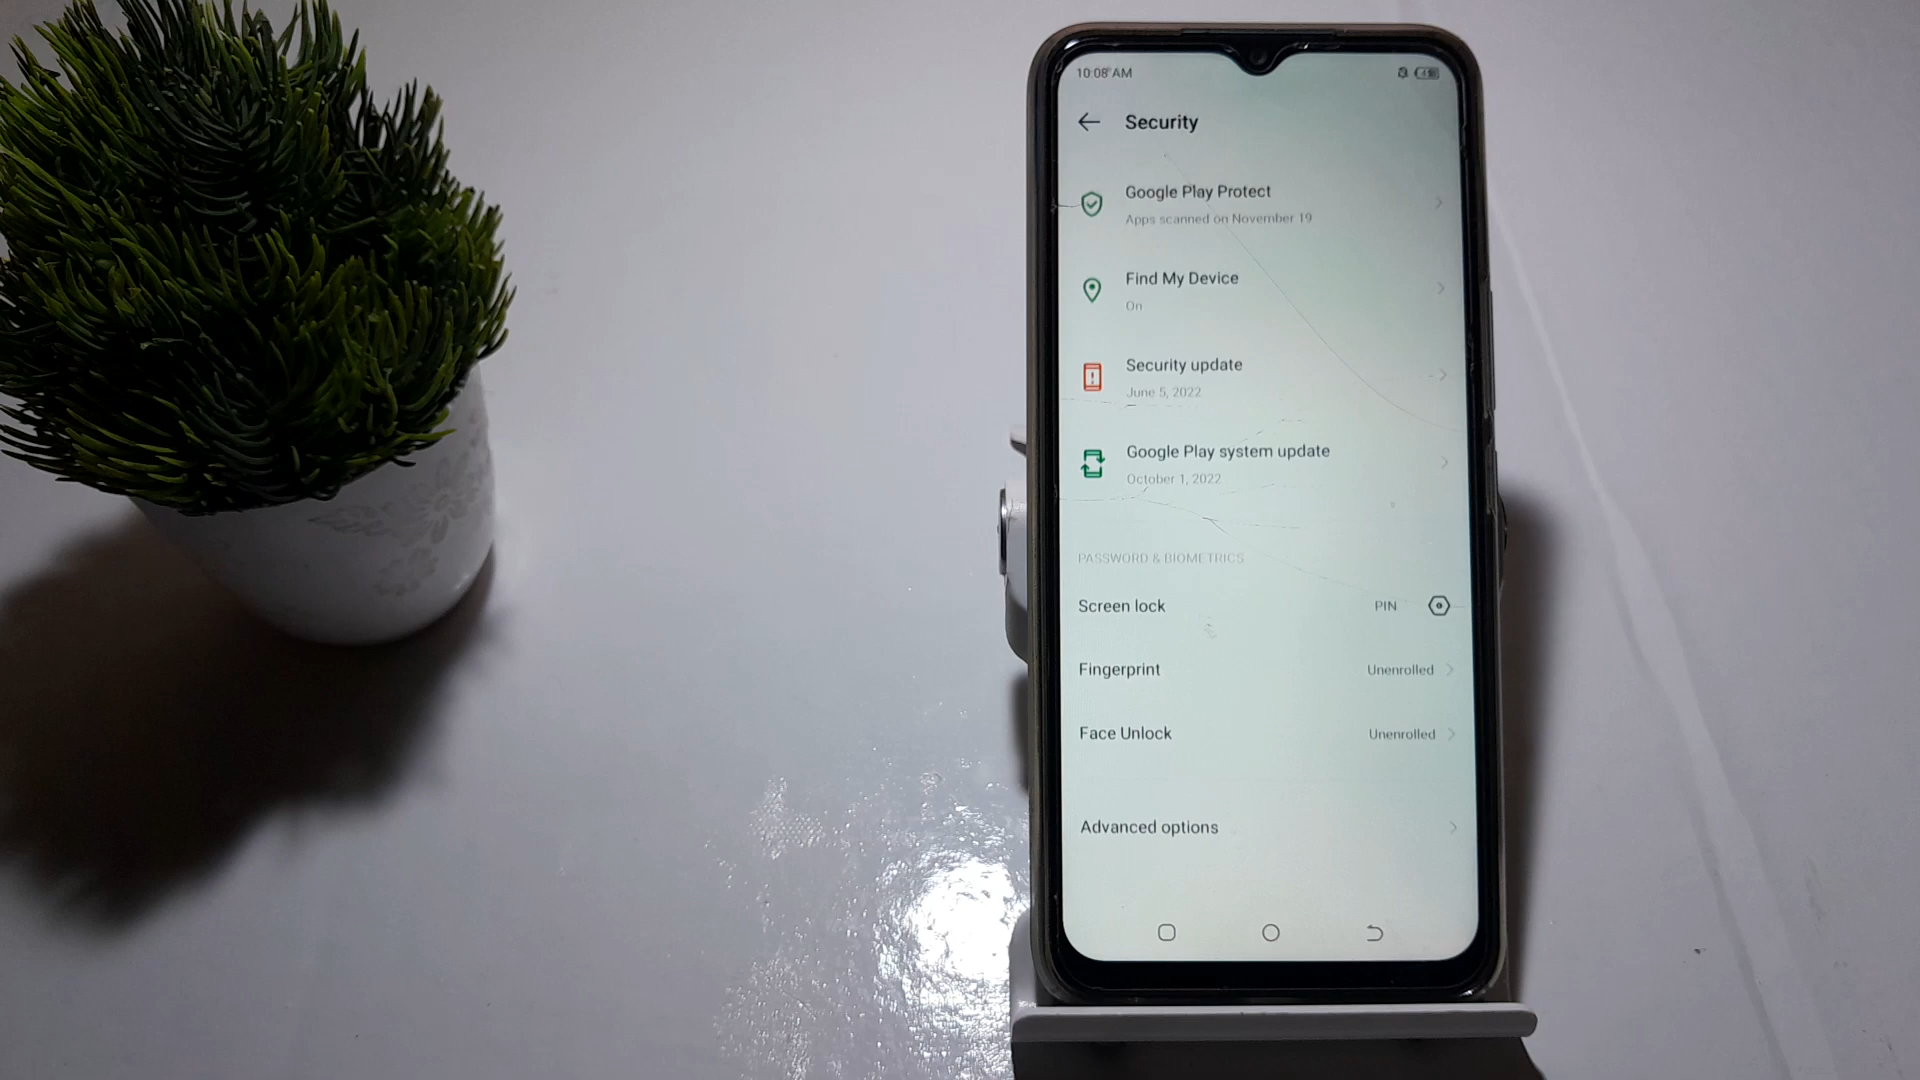 10:08 AM
Security
Google Play Protect
Apps scanned on November 19
Find My Device
On
Security update
June 5, 2022
Google Play system update
October 1, 2022
PASSWORD & BIOMETRICS
Screen lock PIN
Fingerprint Unenrolled
Face Unlock Unenrolled
Advanced options